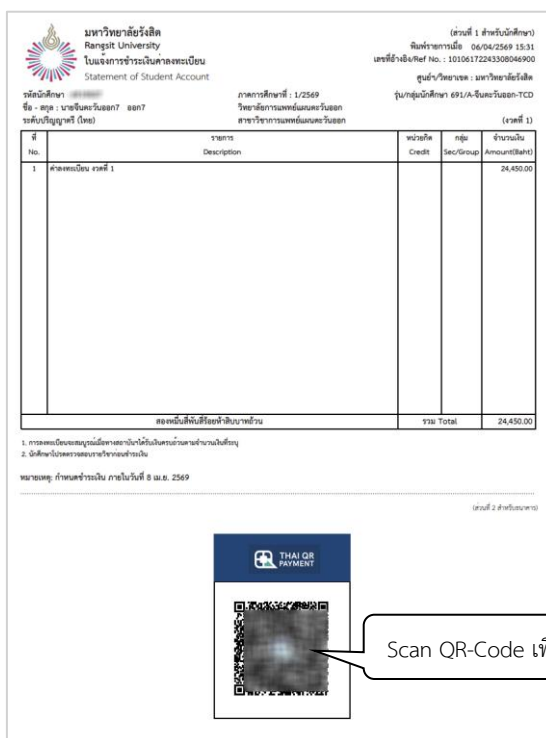 มหาวิทยาลัยรังสิต
Rangsit University
ใบแจ้งการชำระเงินค่าลงทะเบียน
Statement of Student Account
(ส่วนที่ 1 สำหรับนักศึกษา)
พิมพ์รายการเมื่อ 06/04/2569 15:31
เลขที่อ้างอิง/Ref No. : 10106172243308046900
ศูนย์ฯ/วิทยาเขต : มหาวิทยาลัยรังสิต
รหัสนักศึกษา ภาคการศึกษาที่ : 1/2569 รุ่น/กลุ่มนักศึกษา 691/A-จีนตะวันออก-TCD
ชื่อ - สกุล : นายจีนตะวันออก7 ออก7 วิทยาลัยการแพทย์แผนตะวันออก
ระดับปริญญาตรี (ไทย) สาขาวิชาการแพทย์แผนตะวันออก (งวดที่ 1)
ที่ รายการ หน่วยกิต กลุ่ม จำนวนเงิน
No. Description Credit Sec/Group Amount(Baht)
1 ค่าลงทะเบียน งวดที่ 1 24,450.00
สองหมื่นสี่พันสี่ร้อยห้าสิบบาทถ้วน รวม Total 24,450.00
1. การลงทะเบียนจะสมบูรณ์เมื่อทางสถาบันฯได้รับเงินครบถ้วนตามจำนวนเงินที่ระบุ
2. นักศึกษาโปรดตรวจสอบรายวิชาก่อนชำระเงิน
หมายเหตุ: กำหนดชำระเงิน ภายในวันที่ 8 เม.ย. 2569
(ส่วนที่ 2 สำหรับธนาคาร)
THAI QR
PAYMENT
Scan QR-Code